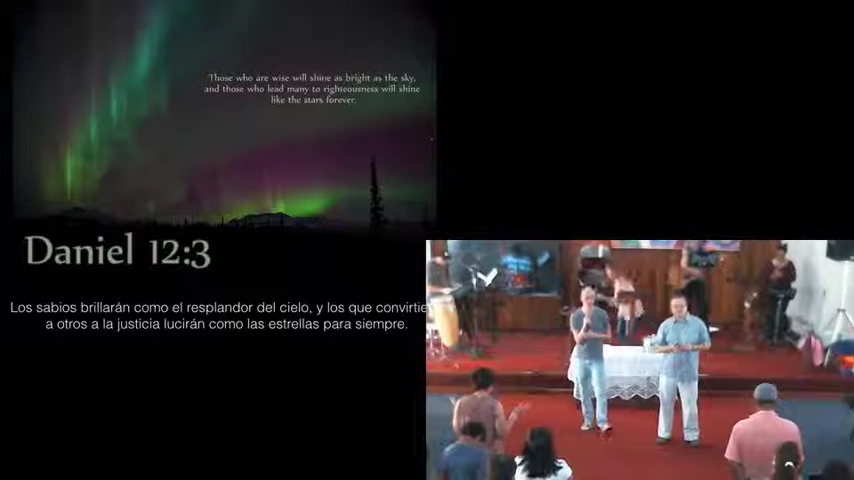 Those who are wise will shine as bright as the sky,
and those who lead many to righteousness will shine
like the stars forever.
Daniel 12:3
Los sabios brillarán como el resplandor del cielo, y los que convirtie
a otros a la justicia lucirán como las estrellas para siempre.